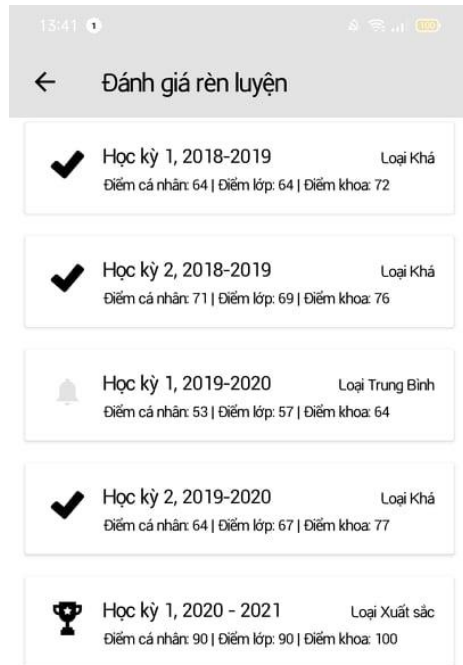 13:41 1 100
Đánh giá rèn luyện
Học kỳ 1, 2018-2019 Loại Khá
Điểm cá nhân: 64 | Điểm lớp: 64 | Điểm khoa: 72
Học kỳ 2, 2018-2019 Loại Khá
Điểm cá nhân: 71 | Điểm lớp: 69 | Điểm khoa: 76
Học kỳ 1, 2019-2020 Loại Trung Bình
Điểm cá nhân: 53 | Điểm lớp: 57 | Điểm khoa: 64
Học kỳ 2, 2019-2020 Loại Khá
Điểm cá nhân: 64 | Điểm lớp: 67 | Điểm khoa: 77
Học kỳ 1, 2020 - 2021 Loại Xuất sắc
Điểm cá nhân: 90 | Điểm lớp: 90 | Điểm khoa: 100